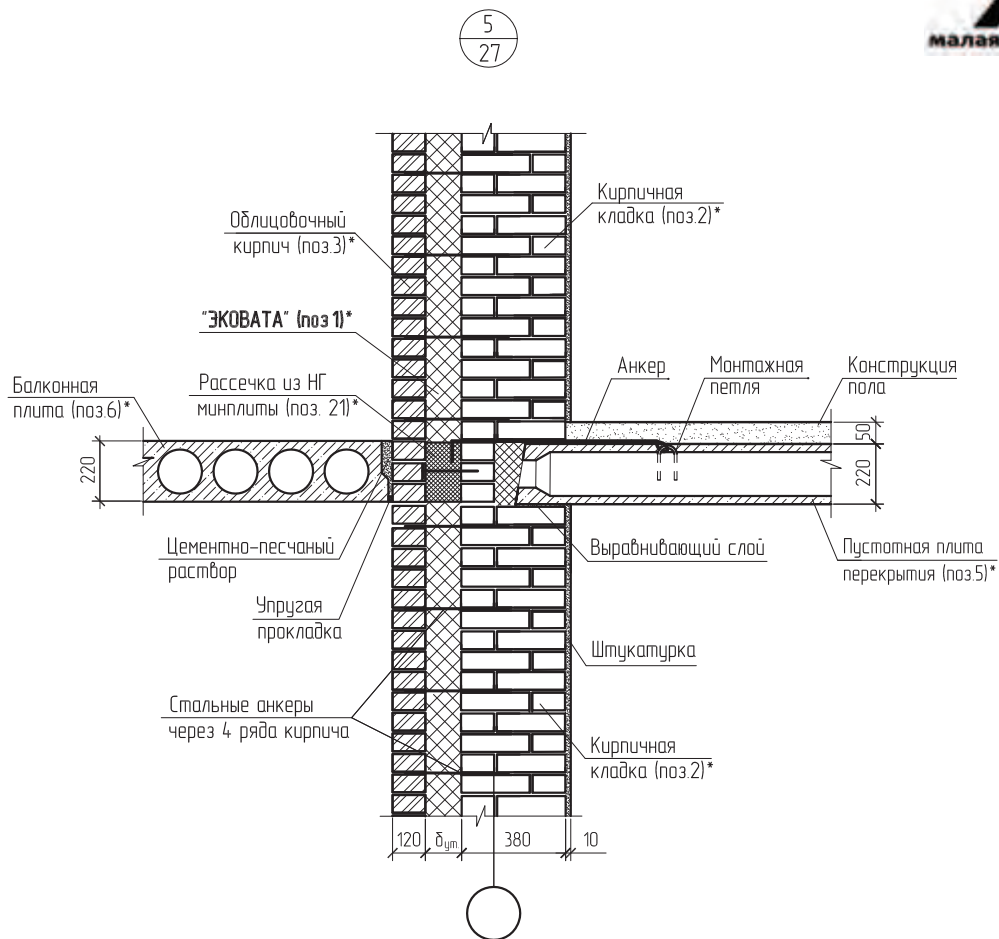 5
27
малая
Облицовочный
кирпич (поз.3)*
Кирпичная
кладка (поз.2)*
"ЭКОВАТА" (поз 1)*
Балконная
плита (поз.6)*
Рассечка из НГ
минплиты (поз. 21)*
Анкер
Монтажная
петля
Конструкция
пола
50
220
220
Цементно-песчаный
раствор
Выравнивающий слой
Пустотная плита
перекрытия (поз.5)*
Упругая
прокладка
Штукатурка
Стальные анкеры
через 4 ряда кирпича
Кирпичная
кладка (поз.2)*
120
δут.
380
10